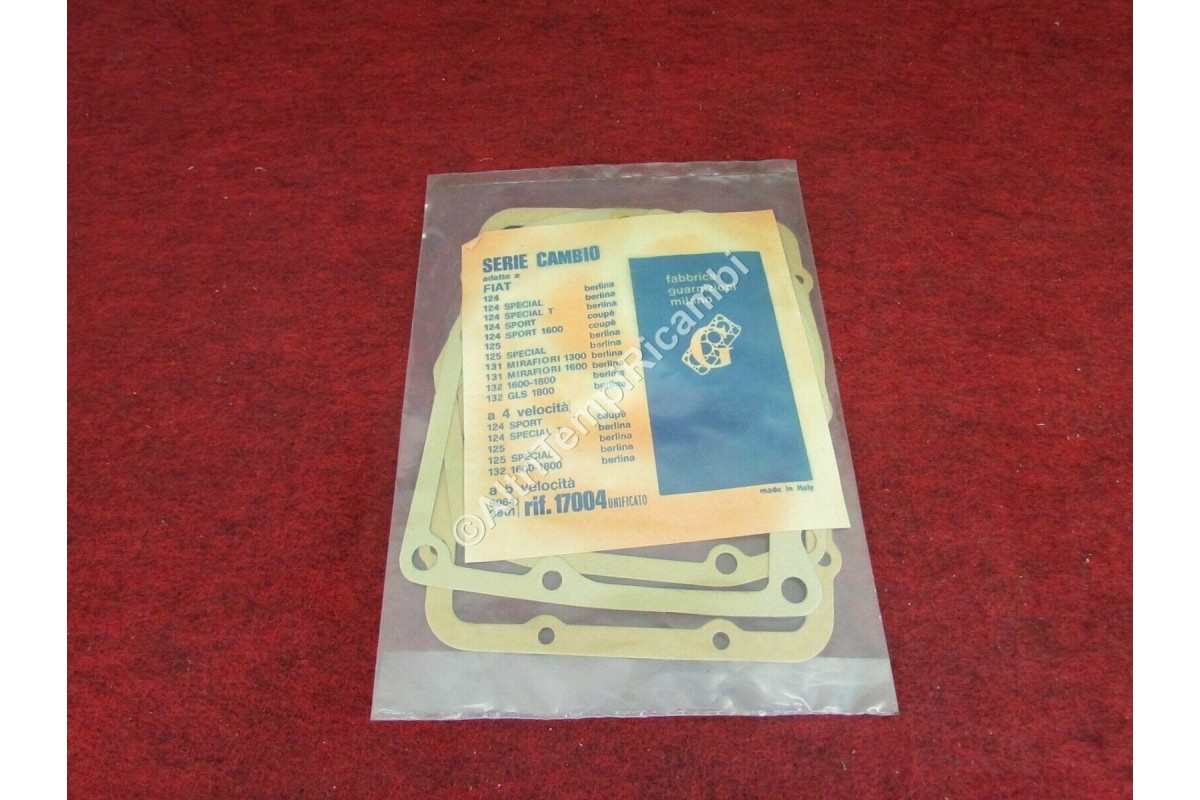 SERIE CAMBIO
adatte a
FIAT
124 berlina
124 SPECIAL berlina
124 SPECIAL T berlina
124 SPORT coupè
124 SPORT 1600 coupè
125 berlina
125 SPECIAL berlina
131 MIRAFIORI 1300 berlina
131 MIRAFIORI 1600 berlina
132 1600-1800 berlina
132 GLS 1800 berlina
a 4 velocità
124 SPORT coupè
124 SPECIAL T berlina
125 berlina
125 SPECIAL berlina
132 1600-1800 berlina
a 5 velocità
rif. 17004 UNIFICATO
fabbrica
guarnizioni
milano
G
made in Italy
©AltriTempiRicambi